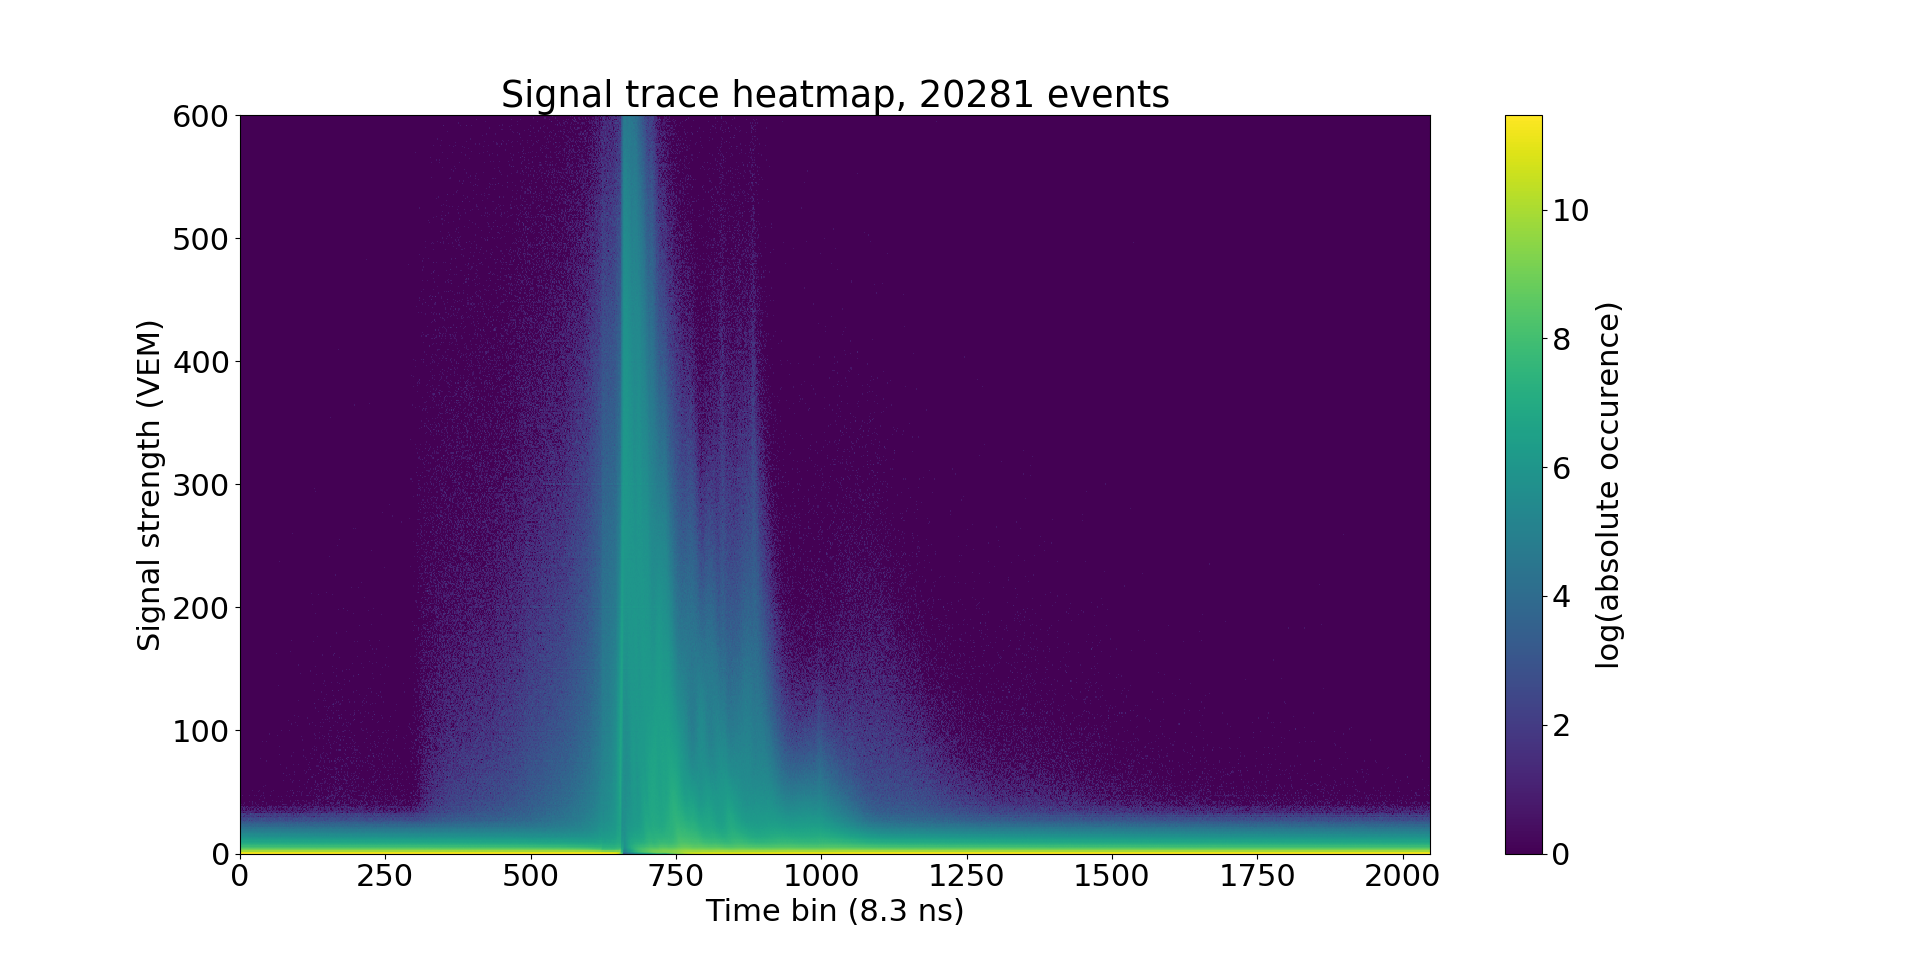 Signal trace heatmap, 20281 events
600
500
400
300
200
100
0
Signal strength (VEM)
0 250 500 750 1000 1250 1500 1750 2000
Time bin (8.3 ns)
10
8
6
4
2
0
log(absolute occurence)